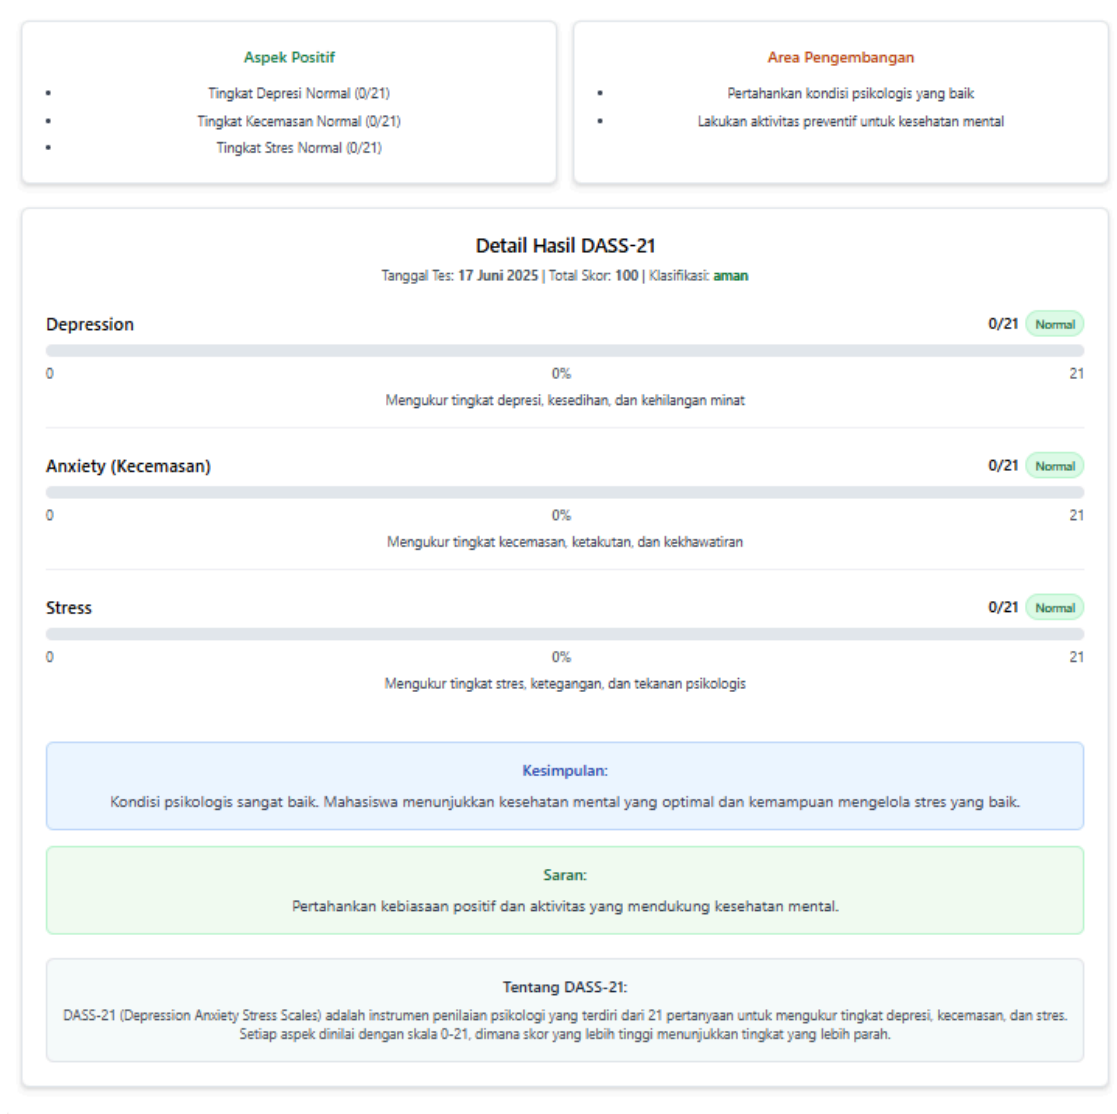 Aspek Positif
• Tingkat Depresi Normal (0/21)
• Tingkat Kecemasan Normal (0/21)
• Tingkat Stres Normal (0/21)
Area Pengembangan
• Pertahankan kondisi psikologis yang baik
• Lakukan aktivitas preventif untuk kesehatan mental
Detail Hasil DASS-21
Tanggal Tes: 17 Juni 2025 | Total Skor: 100 | Klasifikasi: aman
Depression 0/21 Normal
0 0% 21
Mengukur tingkat depresi, kesedihan, dan kehilangan minat
Anxiety (Kecemasan) 0/21 Normal
0 0% 21
Mengukur tingkat kecemasan, ketakutan, dan kekhawatiran
Stress 0/21 Normal
0 0% 21
Mengukur tingkat stres, ketegangan, dan tekanan psikologis
Kesimpulan:
Kondisi psikologis sangat baik. Mahasiswa menunjukkan kesehatan mental yang optimal dan kemampuan mengelola stres yang baik.
Saran:
Pertahankan kebiasaan positif dan aktivitas yang mendukung kesehatan mental.
Tentang DASS-21:
DASS-21 (Depression Anxiety Stress Scales) adalah instrumen penilaian psikologi yang terdiri dari 21 pertanyaan untuk mengukur tingkat depresi, kecemasan, dan stres.
Setiap aspek dinilai dengan skala 0-21, dimana skor yang lebih tinggi menunjukkan tingkat yang lebih parah.